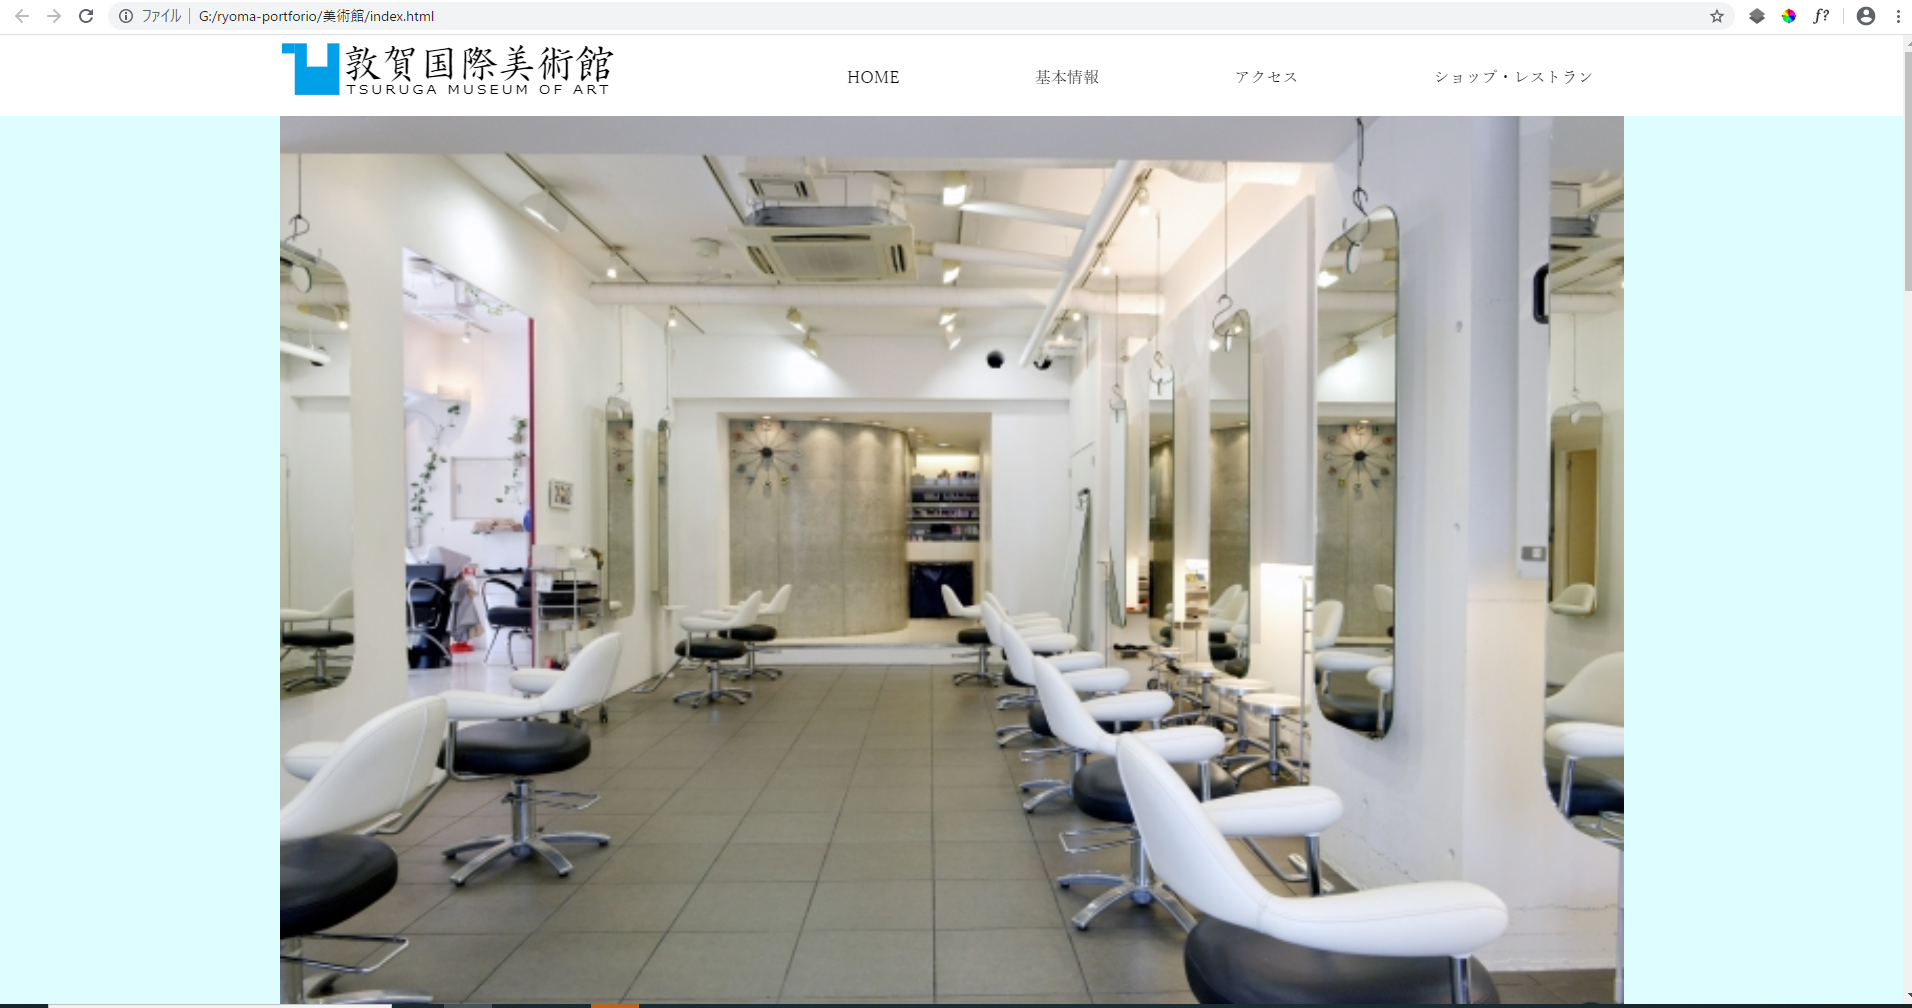 ファイル | G:/ryoma-portforio/美術館/index.html
f?
敦賀国際美術館
TSURUGA MUSEUM OF ART
HOME 基本情報 アクセス ショップ・レストラン